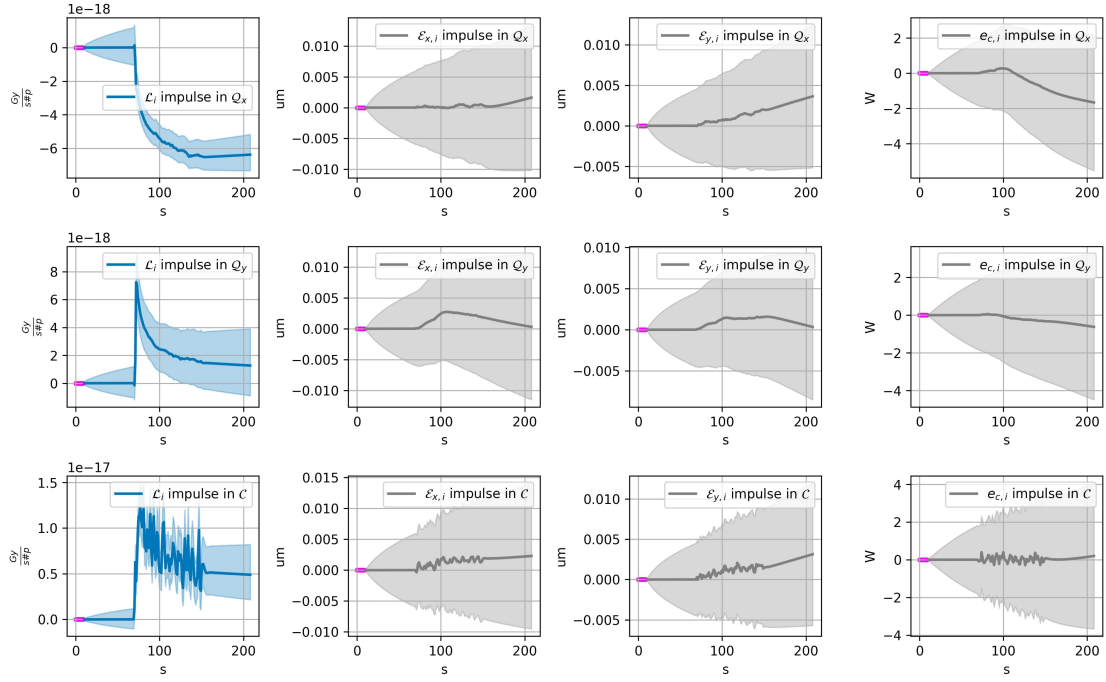 1e−18
0
−2
−4
−6
Gy
s#p
ℒi impulse in 𝒬x
0 100 200
s
0.010
0.005
0.000
−0.005
−0.010
um
ℰx,i impulse in 𝒬x
0 100 200
s
0.010
0.005
0.000
−0.005
um
ℰy,i impulse in 𝒬x
0 100 200
s
2
0
−2
−4
W
ec,i impulse in 𝒬x
0 100 200
s
1e−18
8
6
4
2
0
Gy
s#p
ℒi impulse in 𝒬y
0 100 200
s
0.010
0.005
0.000
−0.005
−0.010
um
ℰx,i impulse in 𝒬y
0 100 200
s
0.010
0.005
0.000
−0.005
um
ℰy,i impulse in 𝒬y
0 100 200
s
2
0
−2
−4
W
ec,i impulse in 𝒬y
0 100 200
s
1e−17
1.5
1.0
0.5
0.0
Gy
s#p
ℒi impulse in 𝒞
0 100 200
s
0.015
0.010
0.005
0.000
−0.005
−0.010
um
ℰx,i impulse in 𝒞
0 100 200
s
0.010
0.005
0.000
−0.005
um
ℰy,i impulse in 𝒞
0 100 200
s
4
2
0
−2
−4
W
ec,i impulse in 𝒞
0 100 200
s